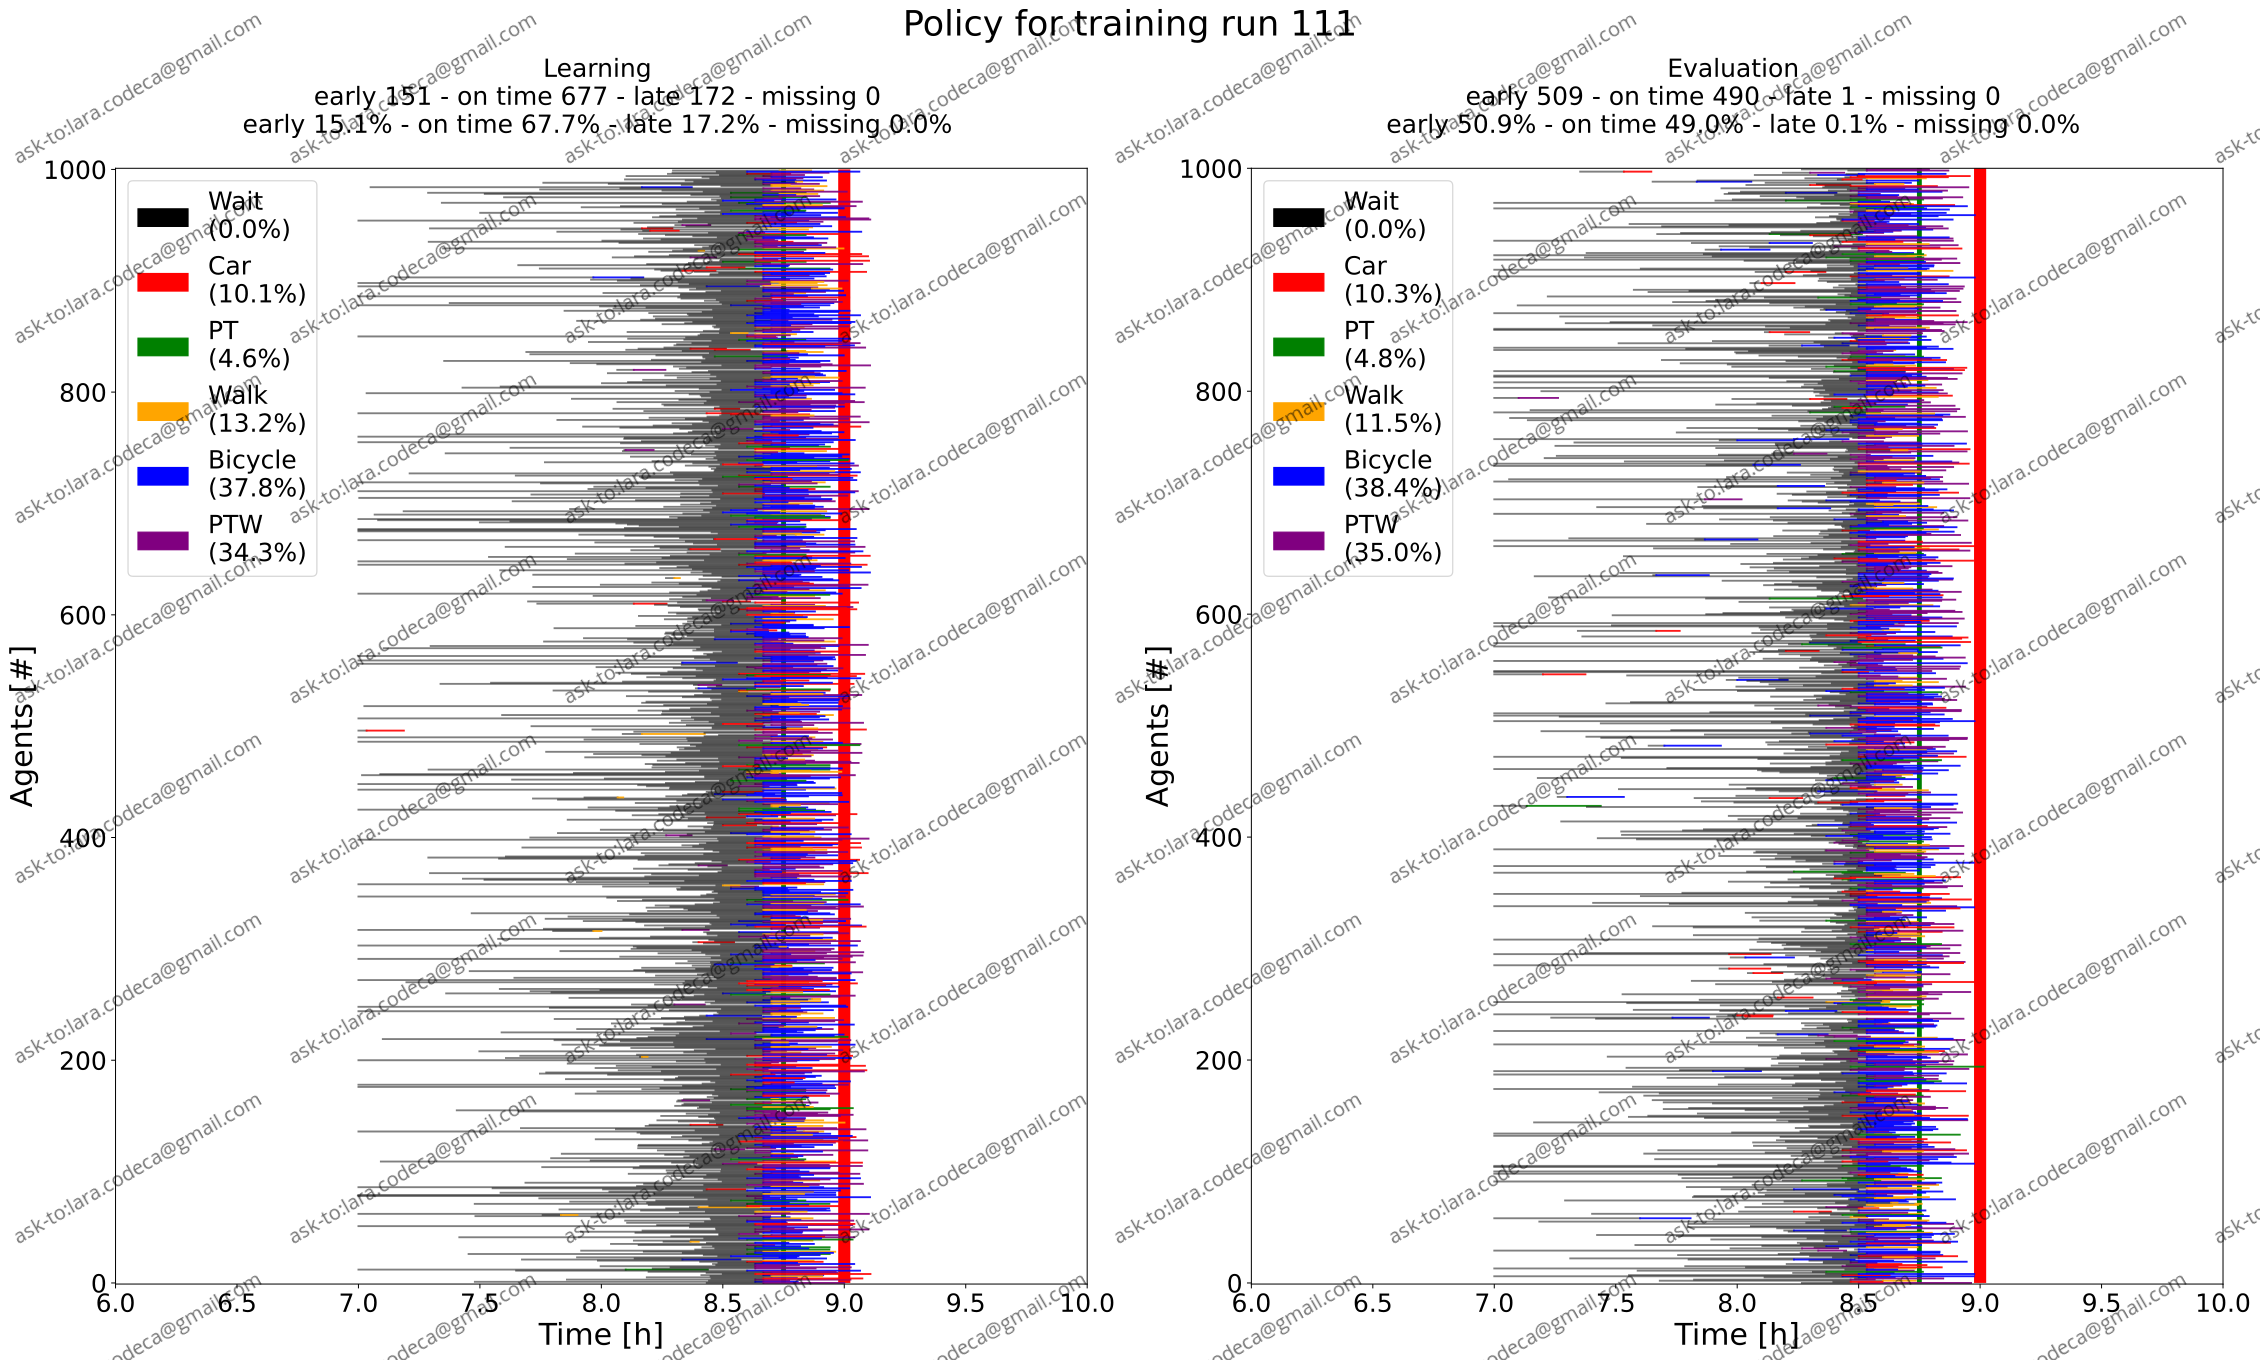 Policy for training run 111
Learning
early 151 - on time 677 - late 172 - missing 0
early 15.1% - on time 67.7% - late 17.2% - missing 0.0%
1000
800
600
400
200
0
Agents [#]
Wait
(0.0%)
Car
(10.1%)
PT
(4.6%)
Walk
(13.2%)
Bicycle
(37.8%)
PTW
(34.3%)
6.0 6.5 7.0 7.5 8.0 8.5 9.0 9.5 10.0
Time [h]
Evaluation
early 509 - on time 490 - late 1 - missing 0
early 50.9% - on time 49.0% - late 0.1% - missing 0.0%
1000
800
600
400
200
0
Agents [#]
Wait
(0.0%)
Car
(10.3%)
PT
(4.8%)
Walk
(11.5%)
Bicycle
(38.4%)
PTW
(35.0%)
6.0 6.5 7.0 7.5 8.0 8.5 9.0 9.5 10.0
Time [h]
ask-to:lara.codeca@gmail.com